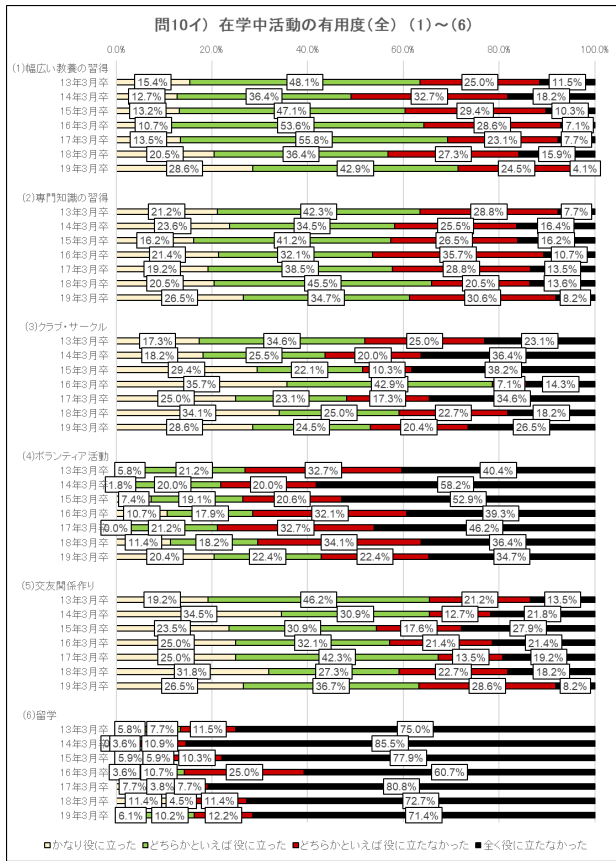 問10イ) 在学中活動の有用度(全) (1)～(6)
0.0% 20.0% 40.0% 60.0% 80.0% 100.0%
(1)幅広い教養の習得
13年3月卒 15.4% 48.1% 25.0% 11.5%
14年3月卒 12.7% 36.4% 32.7% 18.2%
15年3月卒 13.2% 47.1% 29.4% 10.3%
16年3月卒 10.7% 53.6% 28.6% 7.1%
17年3月卒 13.5% 55.8% 23.1% 7.7%
18年3月卒 20.5% 36.4% 27.3% 15.9%
19年3月卒 28.6% 42.9% 24.5% 4.1%
(2)専門知識の習得
13年3月卒 21.2% 42.3% 28.8% 7.7%
14年3月卒 23.6% 34.5% 25.5% 16.4%
15年3月卒 16.2% 41.2% 26.5% 16.2%
16年3月卒 21.4% 32.1% 35.7% 10.7%
17年3月卒 19.2% 38.5% 28.8% 13.5%
18年3月卒 20.5% 45.5% 20.5% 13.6%
19年3月卒 26.5% 34.7% 30.6% 8.2%
(3)クラブ・サークル
13年3月卒 17.3% 34.6% 25.0% 23.1%
14年3月卒 18.2% 25.5% 20.0% 36.4%
15年3月卒 29.4% 22.1% 10.3% 38.2%
16年3月卒 35.7% 42.9% 7.1% 14.3%
17年3月卒 25.0% 23.1% 17.3% 34.6%
18年3月卒 34.1% 25.0% 22.7% 18.2%
19年3月卒 28.6% 24.5% 20.4% 26.5%
(4)ボランティア活動
13年3月卒 5.8% 21.2% 32.7% 40.4%
14年3月卒 1.8% 20.0% 20.0% 58.2%
15年3月卒 7.4% 19.1% 20.6% 52.9%
16年3月卒 10.7% 17.9% 32.1% 39.3%
17年3月卒 0.0% 21.2% 32.7% 46.2%
18年3月卒 11.4% 18.2% 34.1% 36.4%
19年3月卒 20.4% 22.4% 22.4% 34.7%
(5)交友関係作り
13年3月卒 19.2% 46.2% 21.2% 13.5%
14年3月卒 34.5% 30.9% 12.7% 21.8%
15年3月卒 23.5% 30.9% 17.6% 27.9%
16年3月卒 25.0% 32.1% 21.4% 21.4%
17年3月卒 25.0% 42.3% 13.5% 19.2%
18年3月卒 31.8% 27.3% 22.7% 18.2%
19年3月卒 26.5% 36.7% 28.6% 8.2%
(6)留学
13年3月卒 5.8% 7.7% 11.5% 75.0%
14年3月卒 3.6% 10.9% 85.5%
15年3月卒 5.9% 5.9% 10.3% 77.9%
16年3月卒 3.6% 10.7% 25.0% 60.7%
17年3月卒 7.7% 3.8% 7.7% 80.8%
18年3月卒 11.4% 4.5% 11.4% 72.7%
19年3月卒 6.1% 10.2% 12.2% 71.4%
かなり役に立った どちらかといえば役に立った どちらかといえば役に立たなかった 全く役に立たなかった